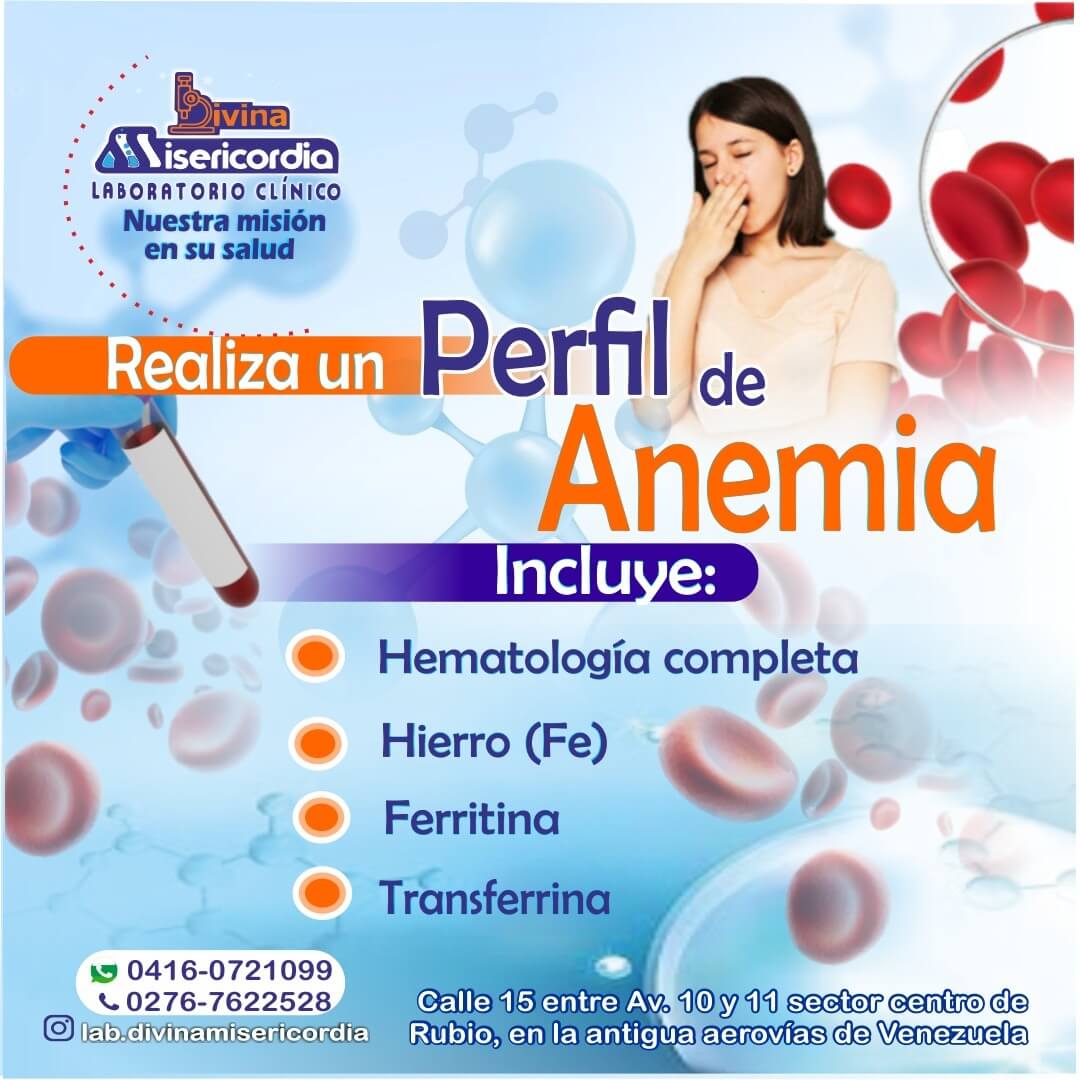 Divina
Misericordia
LABORATORIO CLÍNICO
Nuestra misión
en su salud
Realiza un Perfil de
Anemia
Incluye:
Hematología completa
Hierro (Fe)
Ferritina
Transferrina
0416-0721099
0276-7622528
lab.divinamisericordia
Calle 15 entre Av. 10 y 11 sector centro de
Rubio, en la antigua aerovías de Venezuela